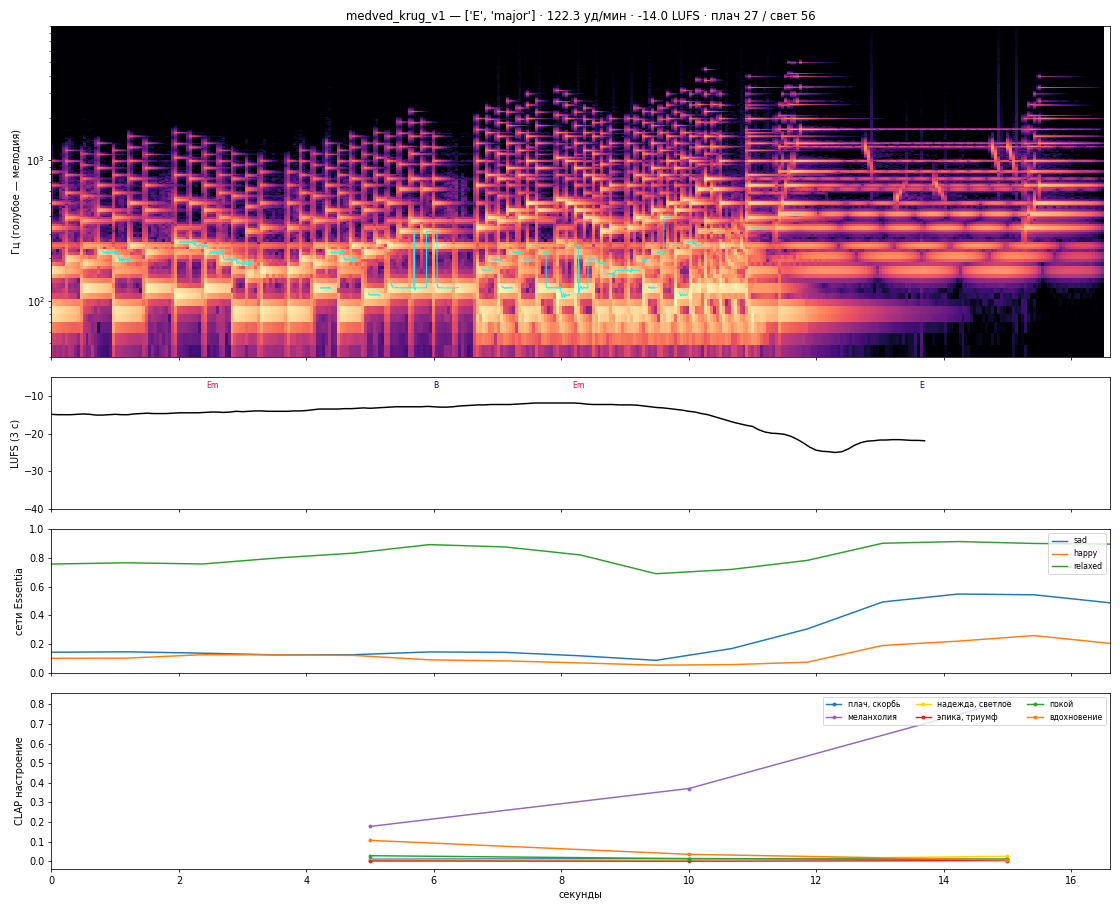 medved_krug_v1 — ['E', 'major'] · 122.3 уд/мин · -14.0 LUFS · плач 27 / свет 56
Гц (голубое — мелодия)
10³
10²
LUFS (3 с)
−10
−20
−30
−40
Em
B
Em
E
сети Essentia
1.0
0.8
0.6
0.4
0.2
0.0
sad
happy
relaxed
CLAP настроение
0.8
0.7
0.6
0.5
0.4
0.3
0.2
0.1
0.0
плач, скорбь
меланхолия
надежда, светлое
эпика, триумф
покой
вдохновение
0 2 4 6 8 10 12 14 16
секунды